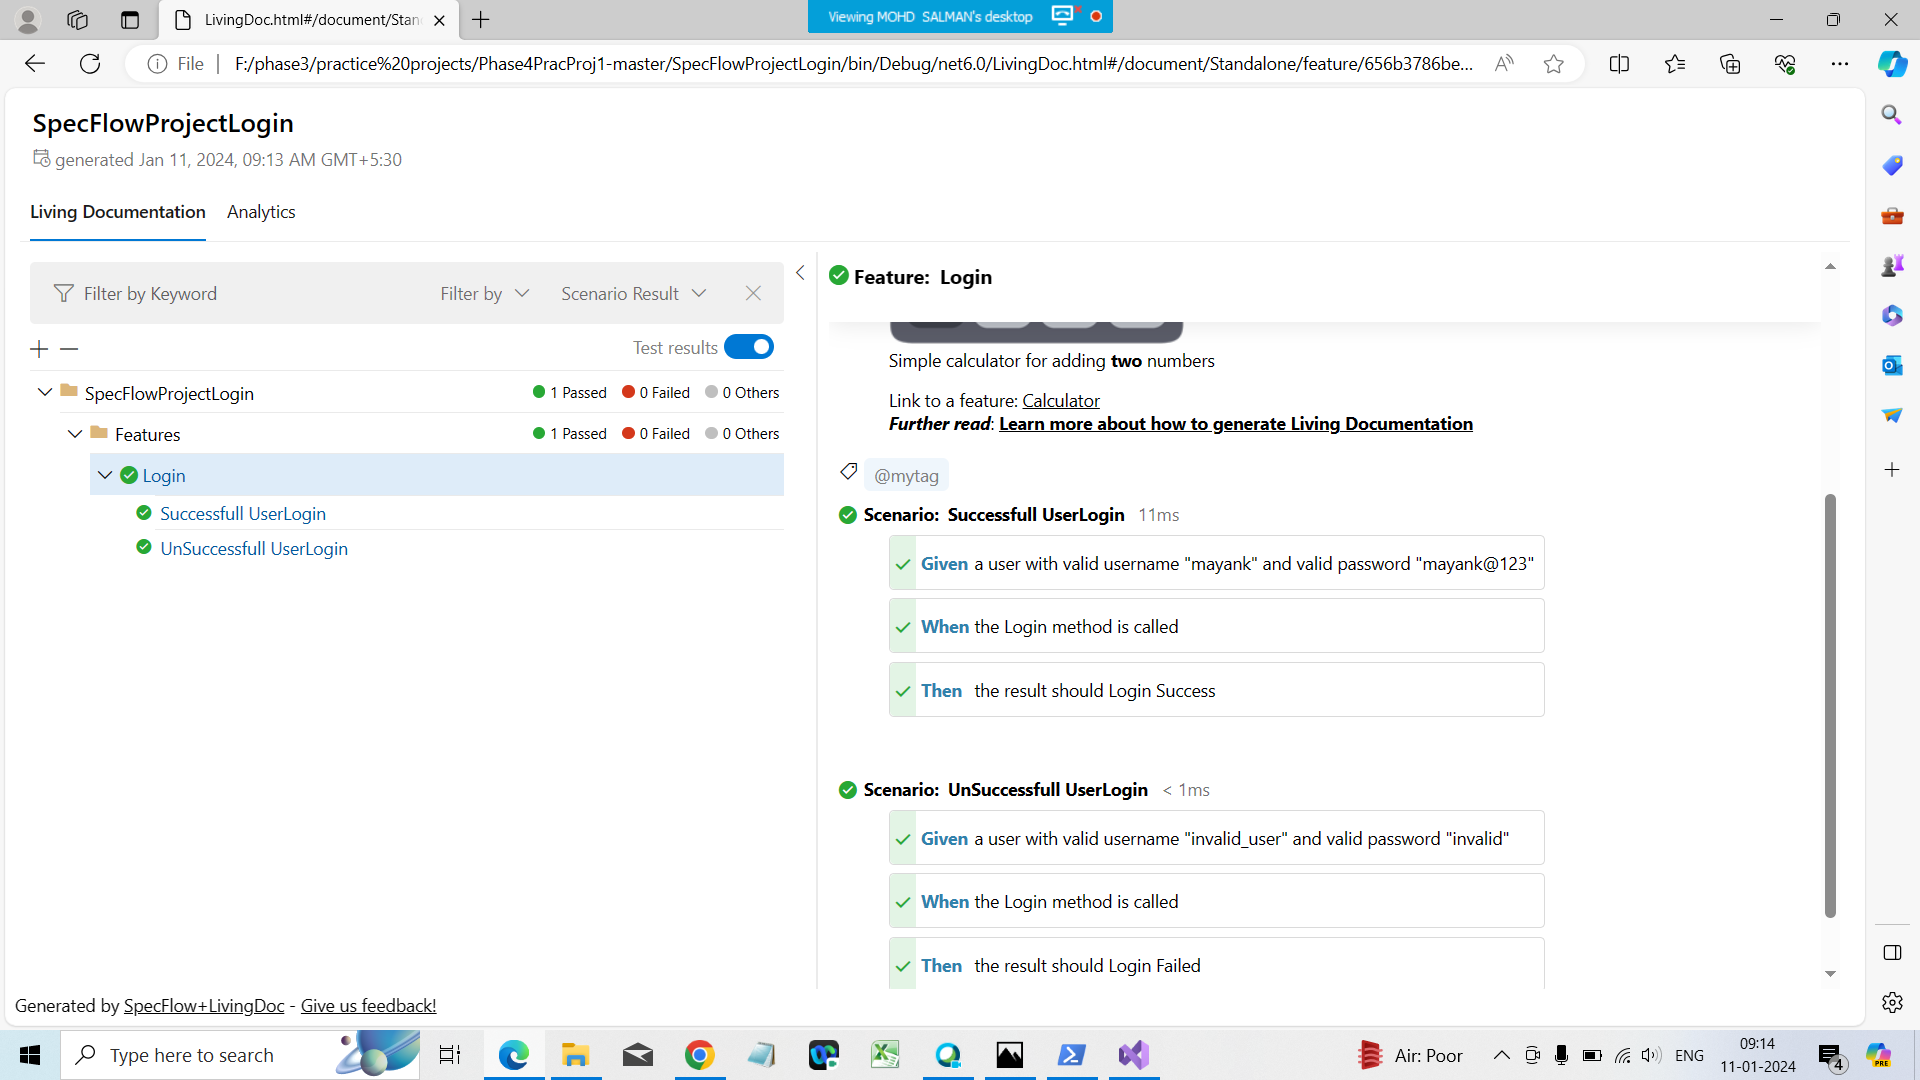 LivingDoc.html#/document/Stan
Viewing MOHD SALMAN's desktop
File
F:/phase3/practice%20projects/Phase4PracProj1-master/SpecFlowProjectLogin/bin/Debug/net6.0/LivingDoc.html#/document/Standalone/feature/656b3786be...
SpecFlowProjectLogin
generated Jan 11, 2024, 09:13 AM GMT+5:30
Living Documentation Analytics
Filter by Keyword Filter by Scenario Result
Test results
SpecFlowProjectLogin 1 Passed 0 Failed 0 Others
Features 1 Passed 0 Failed 0 Others
Login
Successfull UserLogin
UnSuccessfull UserLogin
Feature: Login
Simple calculator for adding two numbers
Link to a feature: Calculator
Further read: Learn more about how to generate Living Documentation
@mytag
Scenario: Successfull UserLogin 11ms
Given a user with valid username "mayank" and valid password "mayank@123"
When the Login method is called
Then the result should Login Success
Scenario: UnSuccessfull UserLogin < 1ms
Given a user with valid username "invalid_user" and valid password "invalid"
When the Login method is called
Then the result should Login Failed
Generated by SpecFlow+LivingDoc - Give us feedback!
Type here to search
Air: Poor
ENG
09:14
11-01-2024
4
PRE